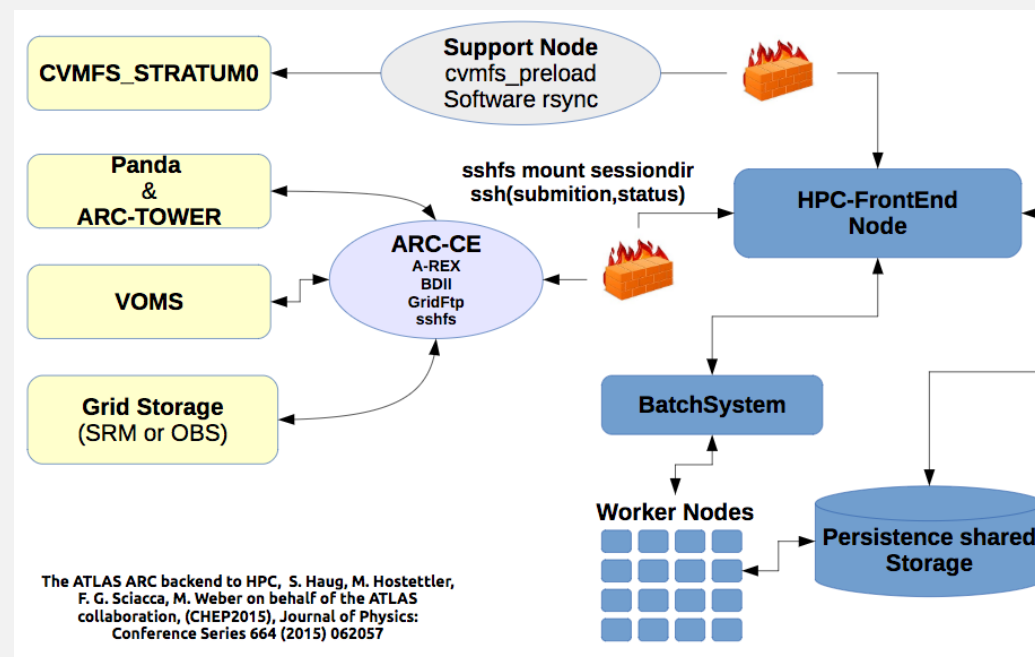 Support Node
cvmfs_preload
Software rsync
CVMFS_STRATUM0
Panda
&
ARC-TOWER
sshfs mount sessiondir
ssh(submition,status)
HPC-FrontEnd
Node
ARC-CE
A-REX
BDII
GridFtp
sshfs
VOMS
Grid Storage
(SRM or OBS)
BatchSystem
Worker Nodes
Persistence shared
Storage
The ATLAS ARC backend to HPC, S. Haug, M. Hostettler,
F. G. Sciacca, M. Weber on behalf of the ATLAS
collaboration, (CHEP2015), Journal of Physics:
Conference Series 664 (2015) 062057